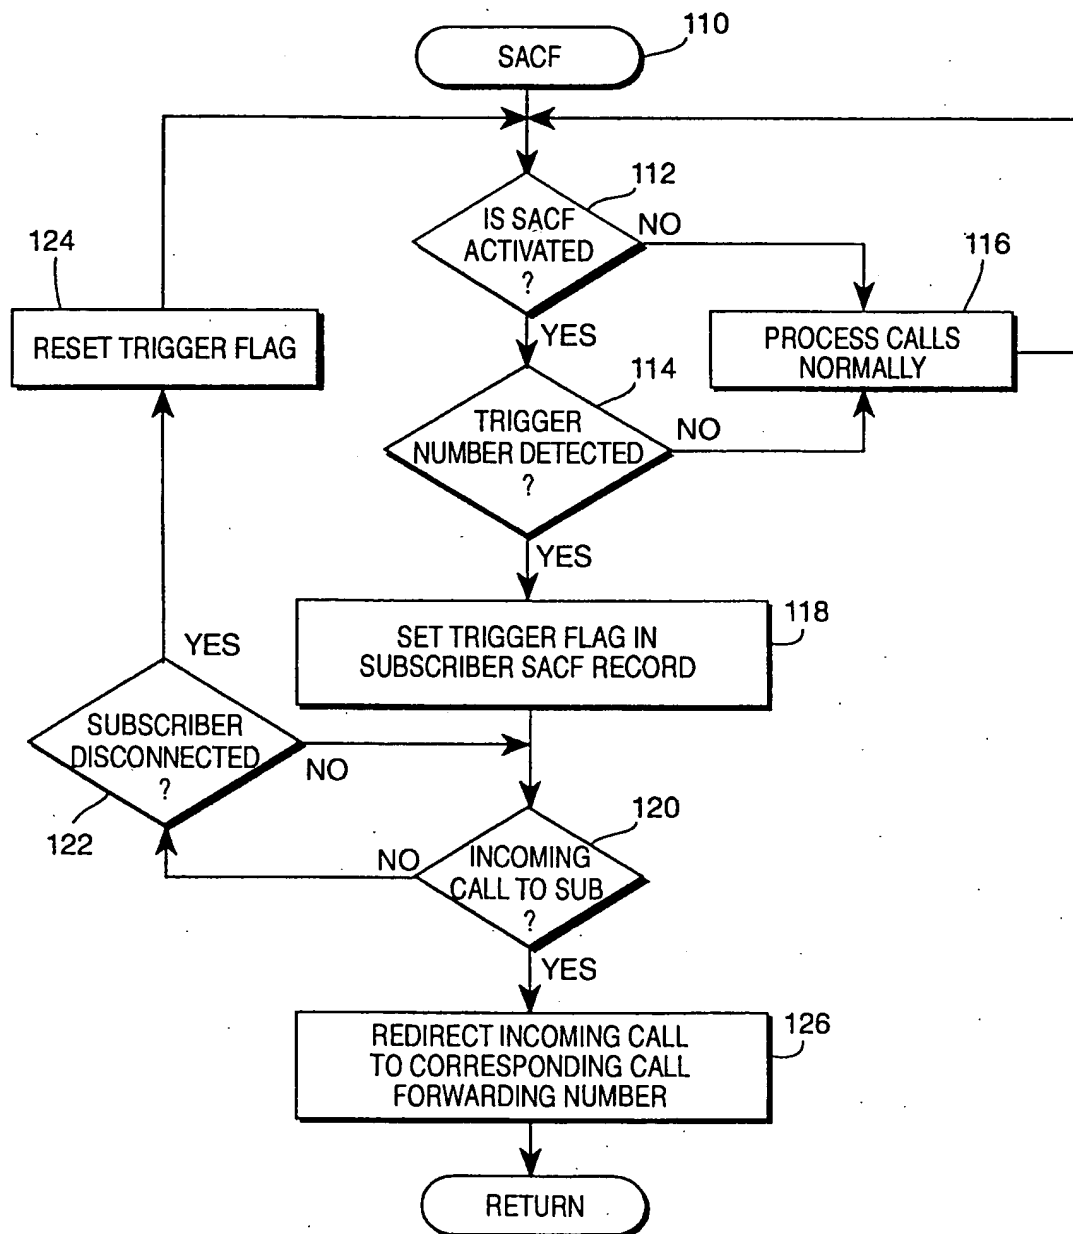 110
SACF
112
IS SACF
ACTIVATED
?
NO
YES
124
RESET TRIGGER FLAG
116
PROCESS CALLS
NORMALLY
114
TRIGGER
NUMBER DETECTED
?
NO
YES
118
SET TRIGGER FLAG IN
SUBSCRIBER SACF RECORD
YES
SUBSCRIBER
DISCONNECTED
?
NO
122
120
NO
INCOMING
CALL TO SUB
?
YES
126
REDIRECT INCOMING CALL
TO CORRESPONDING CALL
FORWARDING NUMBER
RETURN